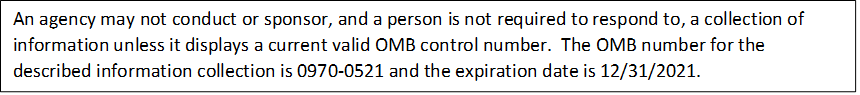 An agency may not conduct or sponsor, and a person is not required to respond to, a collection of
information unless it displays a current valid OMB control number.  The OMB number for the
described information collection is 0970-0521 and the expiration date is 12/31/2021.